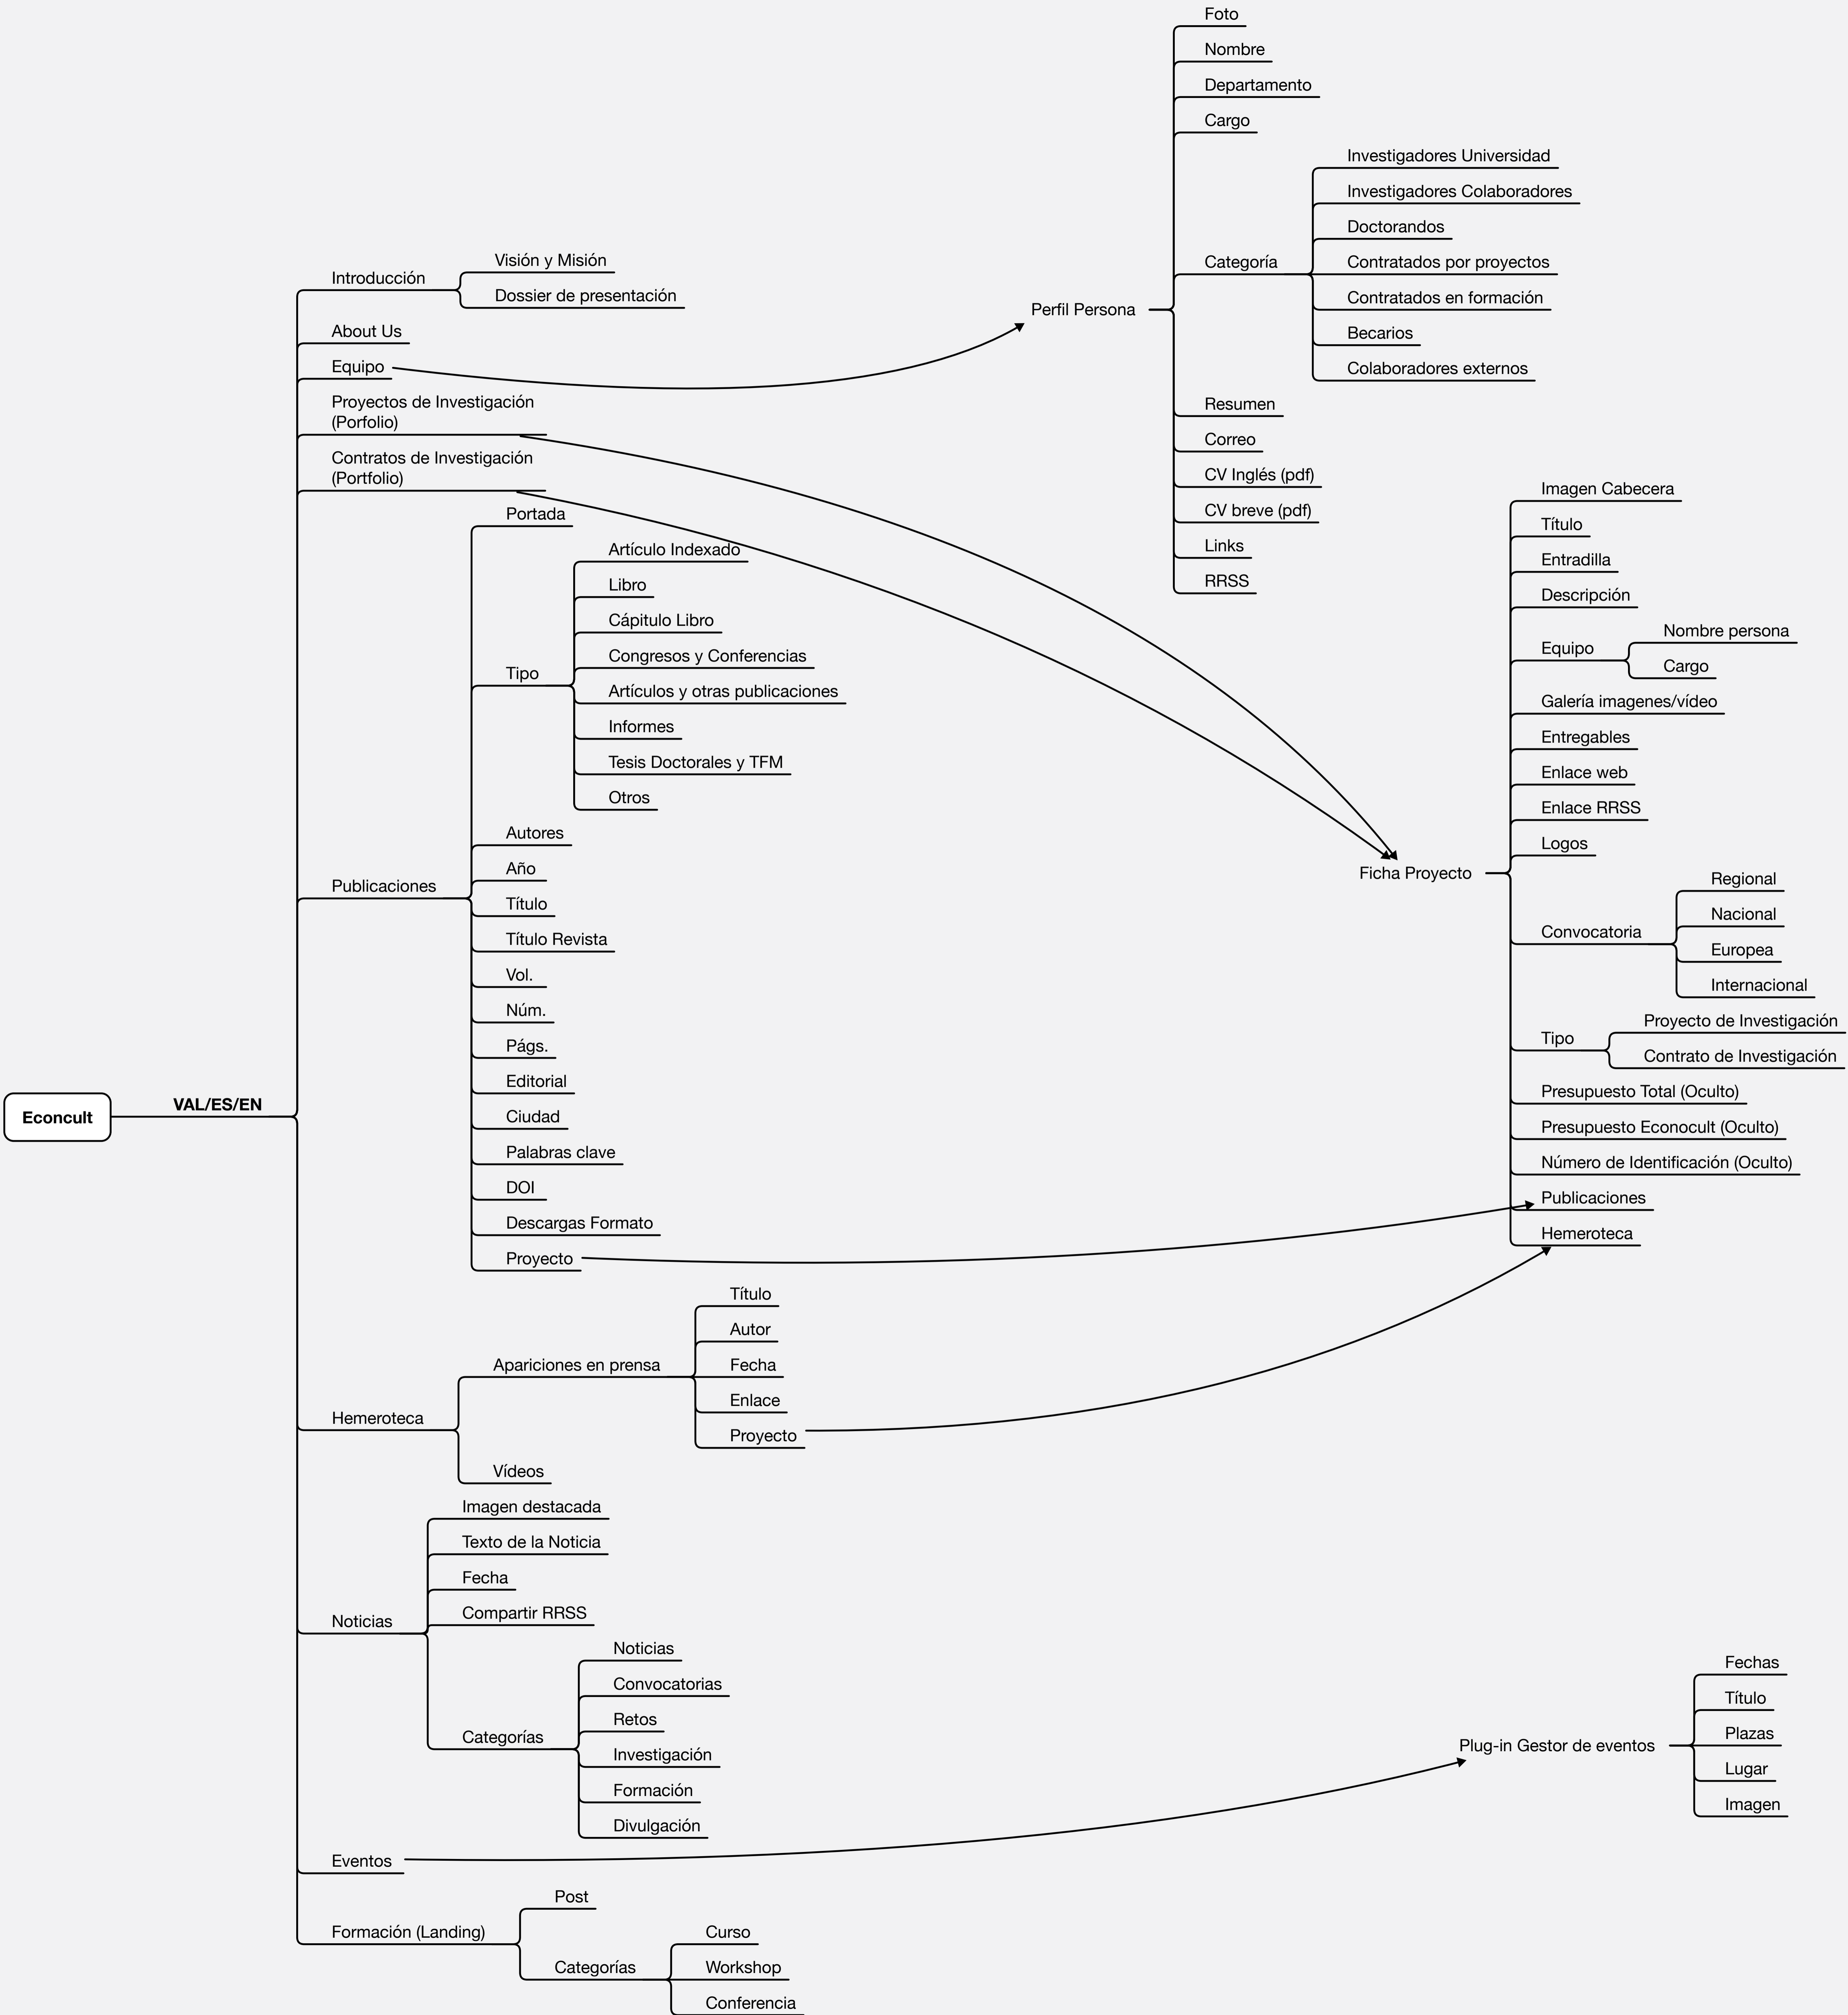 Econcult
VAL/ES/EN
Introducción
Visión y Misión
Dossier de presentación
About Us
Equipo
Proyectos de Investigación
(Porfolio)
Contratos de Investigación
(Portfolio)
Publicaciones
Portada
Tipo
Artículo Indexado
Libro
Cápitulo Libro
Congresos y Conferencias
Artículos y otras publicaciones
Informes
Tesis Doctorales y TFM
Otros
Autores
Año
Título
Título Revista
Vol.
Núm.
Págs.
Editorial
Ciudad
Palabras clave
DOI
Descargas Formato
Proyecto
Hemeroteca
Apariciones en prensa
Título
Autor
Fecha
Enlace
Proyecto
Vídeos
Noticias
Imagen destacada
Texto de la Noticia
Fecha
Compartir RRSS
Categorías
Noticias
Convocatorias
Retos
Investigación
Formación
Divulgación
Eventos
Formación (Landing)
Post
Categorías
Curso
Workshop
Conferencia
Perfil Persona
Foto
Nombre
Departamento
Cargo
Categoría
Investigadores Universidad
Investigadores Colaboradores
Doctorandos
Contratados por proyectos
Contratados en formación
Becarios
Colaboradores externos
Resumen
Correo
CV Inglés (pdf)
CV breve (pdf)
Links
RRSS
Ficha Proyecto
Imagen Cabecera
Título
Entradilla
Descripción
Equipo
Nombre persona
Cargo
Galería imagenes/vídeo
Entregables
Enlace web
Enlace RRSS
Logos
Convocatoria
Regional
Nacional
Europea
Internacional
Tipo
Proyecto de Investigación
Contrato de Investigación
Presupuesto Total (Oculto)
Presupuesto Econocult (Oculto)
Número de Identificación (Oculto)
Publicaciones
Hemeroteca
Plug-in Gestor de eventos
Fechas
Título
Plazas
Lugar
Imagen